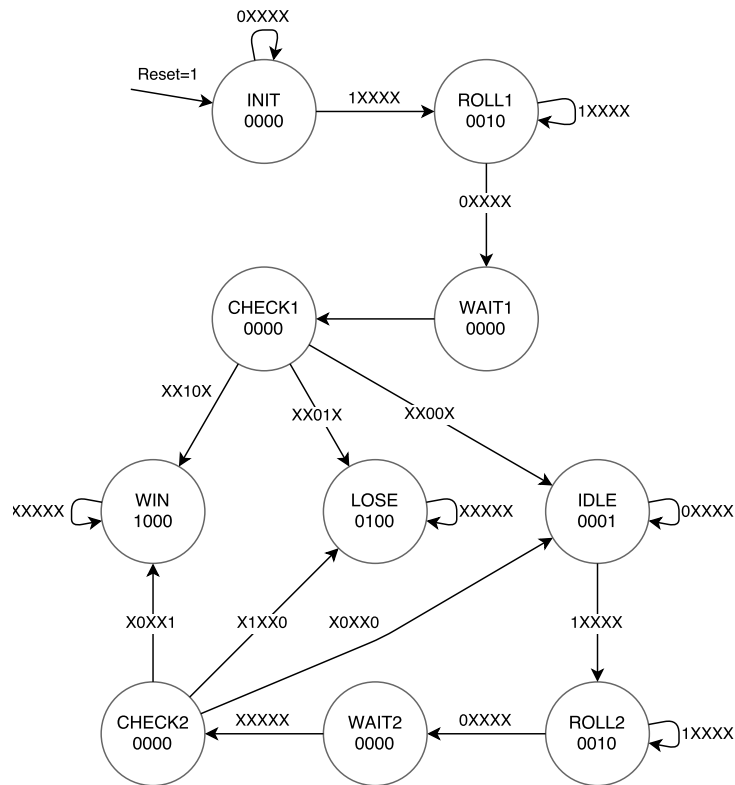 0XXXX
Reset=1
INIT
0000
1XXXX
ROLL1
0010
1XXXX
0XXXX
CHECK1
0000
WAIT1
0000
XX10X
XX01X
XX00X
XXXXX
WIN
1000
LOSE
0100
XXXXX
IDLE
0001
0XXXX
X0XX1
X1XX0
X0XX0
1XXXX
CHECK2
0000
XXXXX
WAIT2
0000
0XXXX
ROLL2
0010
1XXXX